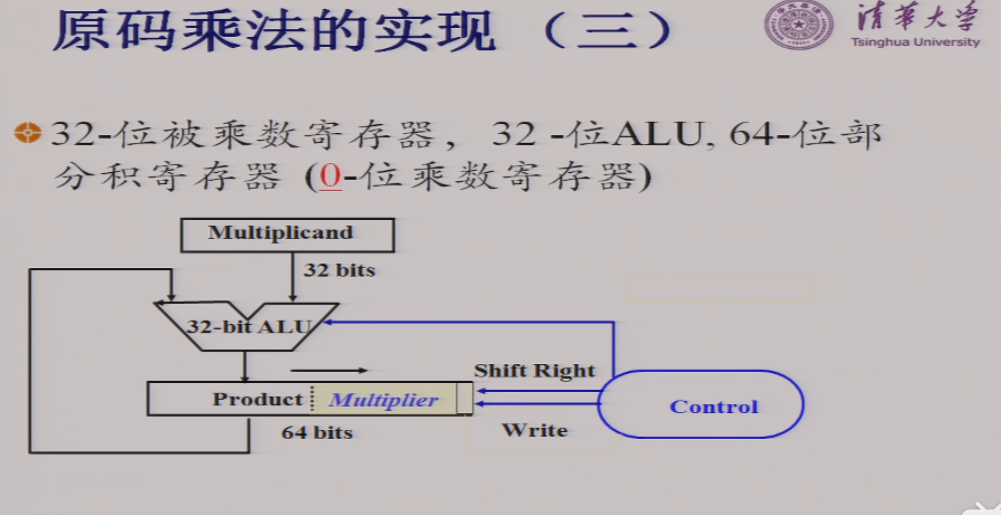 原码乘法的实现（三）
清华大学
Tsinghua University
32-位被乘数寄存器，32 -位ALU, 64-位部
分积寄存器 (0-位乘数寄存器)
Multiplicand
32 bits
32-bit ALU
Shift Right
Product
Multiplier
Control
64 bits
Write